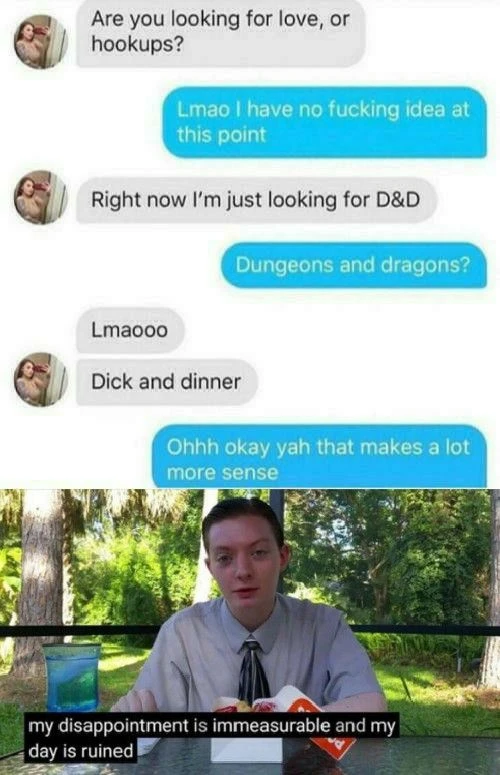 Are you looking for love, or
hookups?
Lmao I have no fucking idea at
this point
Right now I'm just looking for D&D
Dungeons and dragons?
Lmaooo
Dick and dinner
Ohhh okay yah that makes a lot
more sense
my disappointment is immeasurable and my
day is ruined